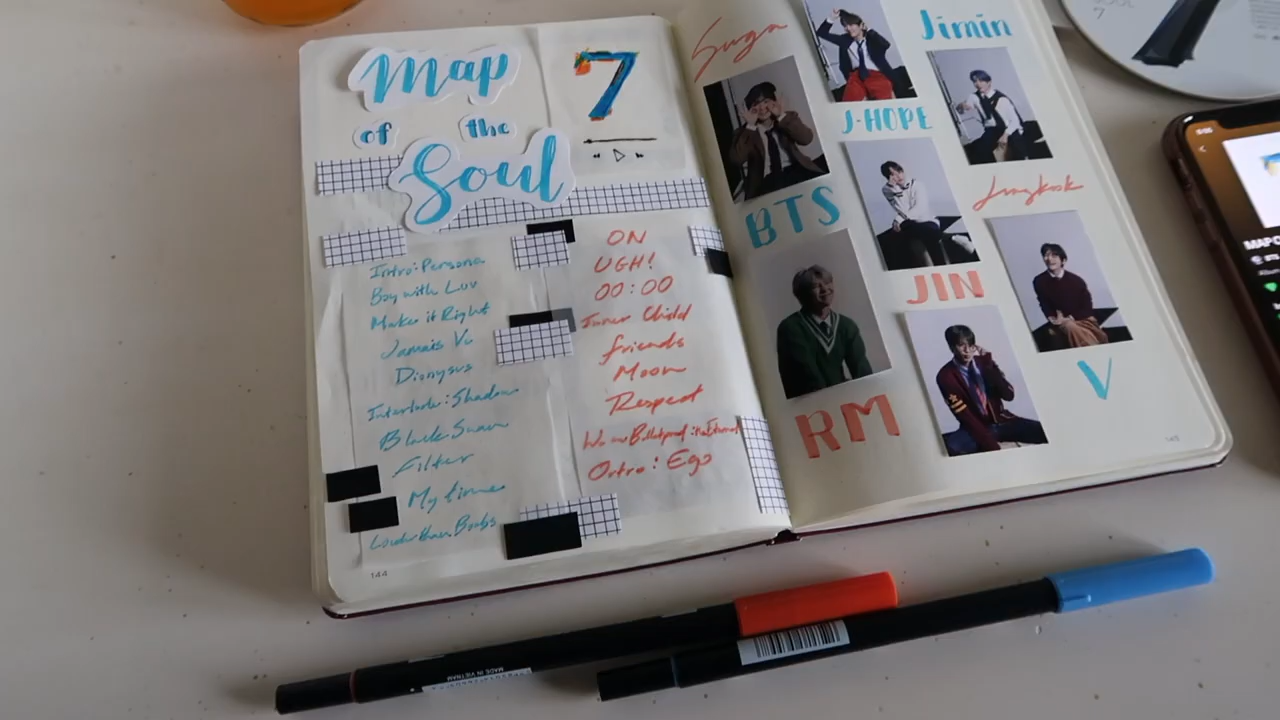 Map
of the
Soul
7
Intro: Persona
Boy with Luv
Make it Right
Jamais Vu
Dionysus
Interlude: Shadow
Black Swan
Filter
My time
Louder than Bombs
144
ON
UGH!
00:00
Inner Child
friends
Moon
Respect
We are Bulletproof: the Eternal
Outro: Ego
Suga
Jimin
J-HOPE
Jungkook
BTS
JIN
V
RM
145
7
MADE IN VIETNAM
MAP O